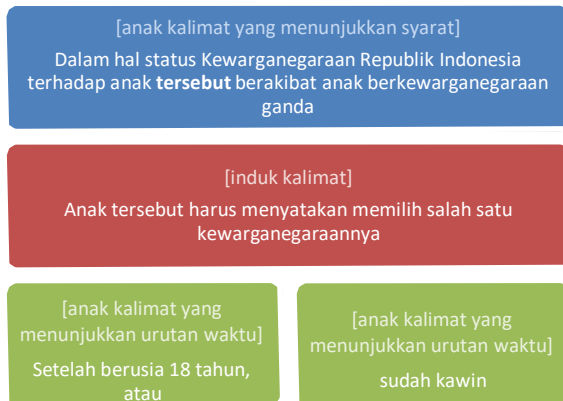 [anak kalimat yang menunjukkan syarat]
Dalam hal status Kewarganegaraan Republik Indonesia
terhadap anak tersebut berakibat anak berkewarganegaraan
ganda
[induk kalimat]
Anak tersebut harus menyatakan memilih salah satu
kewarganegaraannya
[anak kalimat yang
menunjukkan urutan waktu]
Setelah berusia 18 tahun,
atau
[anak kalimat yang
menunjukkan urutan waktu]
sudah kawin